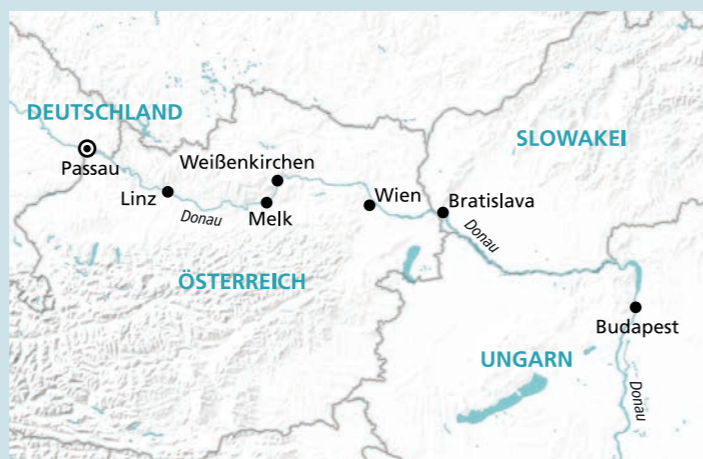 DEUTSCHLAND
SLOWAKEI
Passau
Weißenkirchen
Linz
Donau
Melk
Wien
Bratislava
Donau
ÖSTERREICH
Budapest
UNGARN
Donau